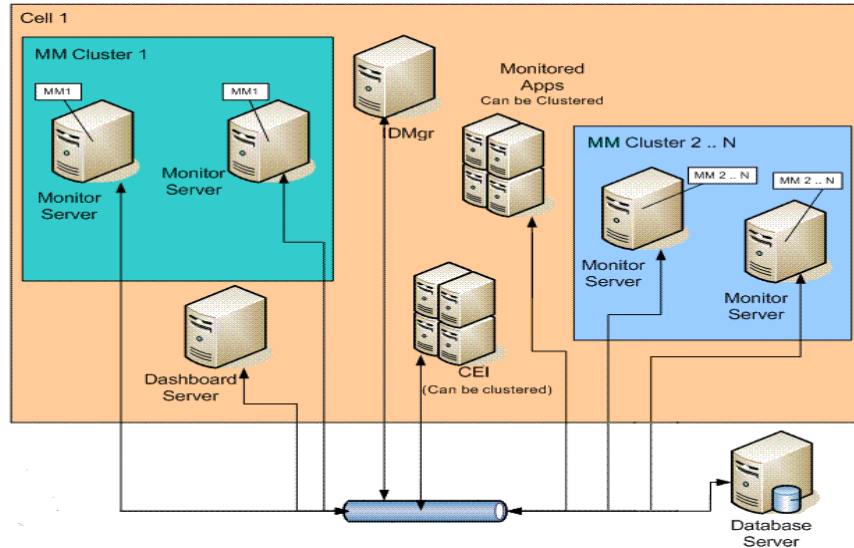 Cell 1
MM Cluster 1
MM1
MM1
Monitor
Server
Monitor
Server
IDMgr
Monitored
Apps
Can be Clustered
MM Cluster 2 .. N
MM 2 .. N
MM 2 .. N
Monitor
Server
Monitor
Server
Dashboard
Server
CEI
(Can be clustered)
Database
Server